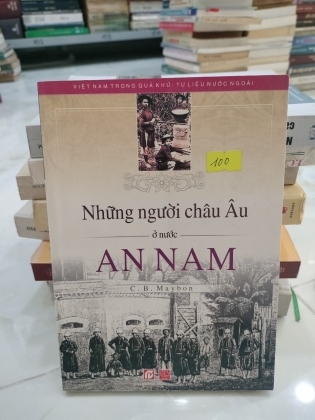 VIỆT NAM TRONG QUÁ KHỨ: TƯ LIỆU NƯỚC NGOÀI
100
Những người châu Âu
ở nước
AN NAM
C. B. Maybon